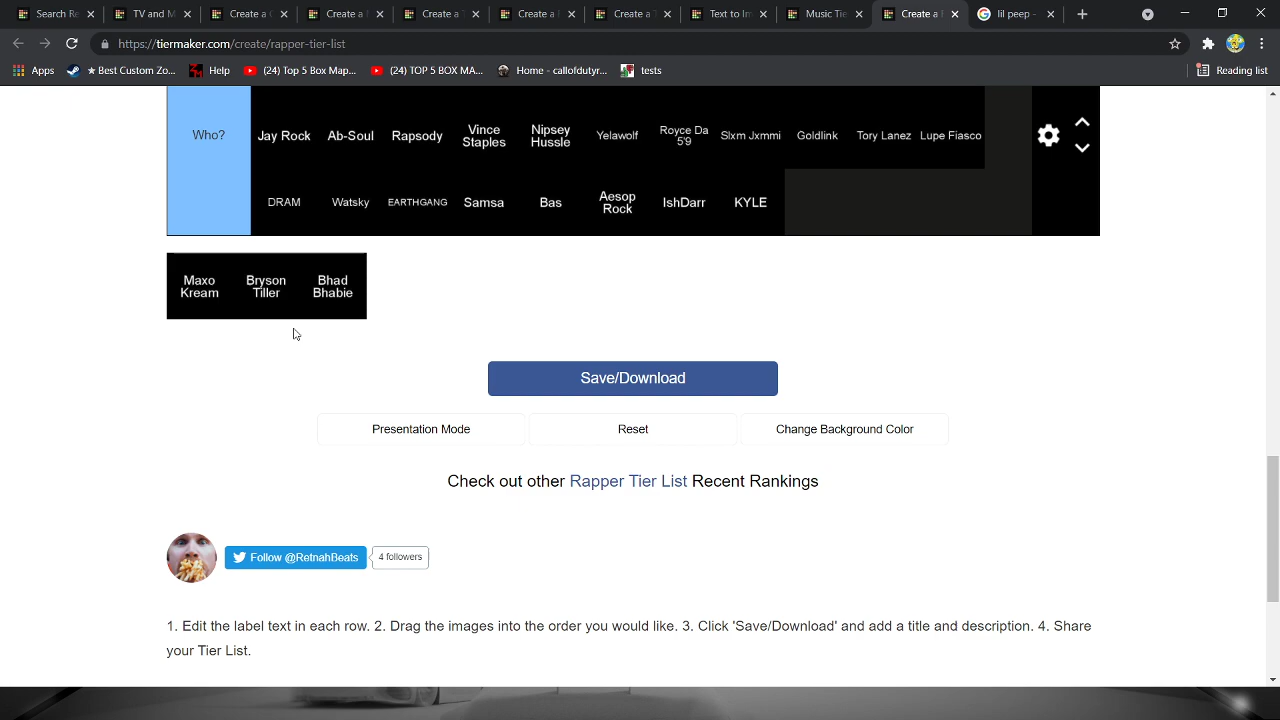 Search Re
TV and M
Create a C
Create a N
Create a T
Create a F
Create a T
Text to Im
Music Tie
Create a R
lil peep -
https://tiermaker.com/create/rapper-tier-list
Apps
★ Best Custom Zo...
Help
(24) Top 5 Box Map...
(24) TOP 5 BOX MA...
Home - callofdutyr...
tests
Reading list
Who?
Jay Rock
Ab-Soul
Rapsody
Vince
Staples
Nipsey
Hussle
Yelawolf
Royce Da
5'9
Slxm Jxmmi
Goldlink
Tory Lanez
Lupe Fiasco
DRAM
Watsky
EARTHGANG
Samsa
Bas
Aesop
Rock
IshDarr
KYLE
Maxo
Kream
Bryson
Tiller
Bhad
Bhabie
Save/Download
Presentation Mode
Reset
Change Background Color
Check out other Rapper Tier List Recent Rankings
Follow @RetnahBeats
4 followers
1. Edit the label text in each row. 2. Drag the images into the order you would like. 3. Click 'Save/Download' and add a title and description. 4. Share
your Tier List.